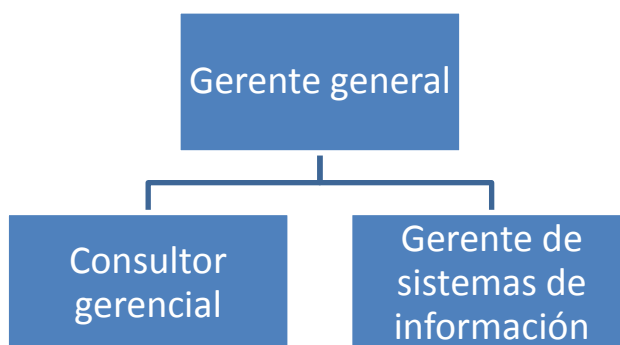 Gerente general
Consultor
gerencial
Gerente de
sistemas de
información